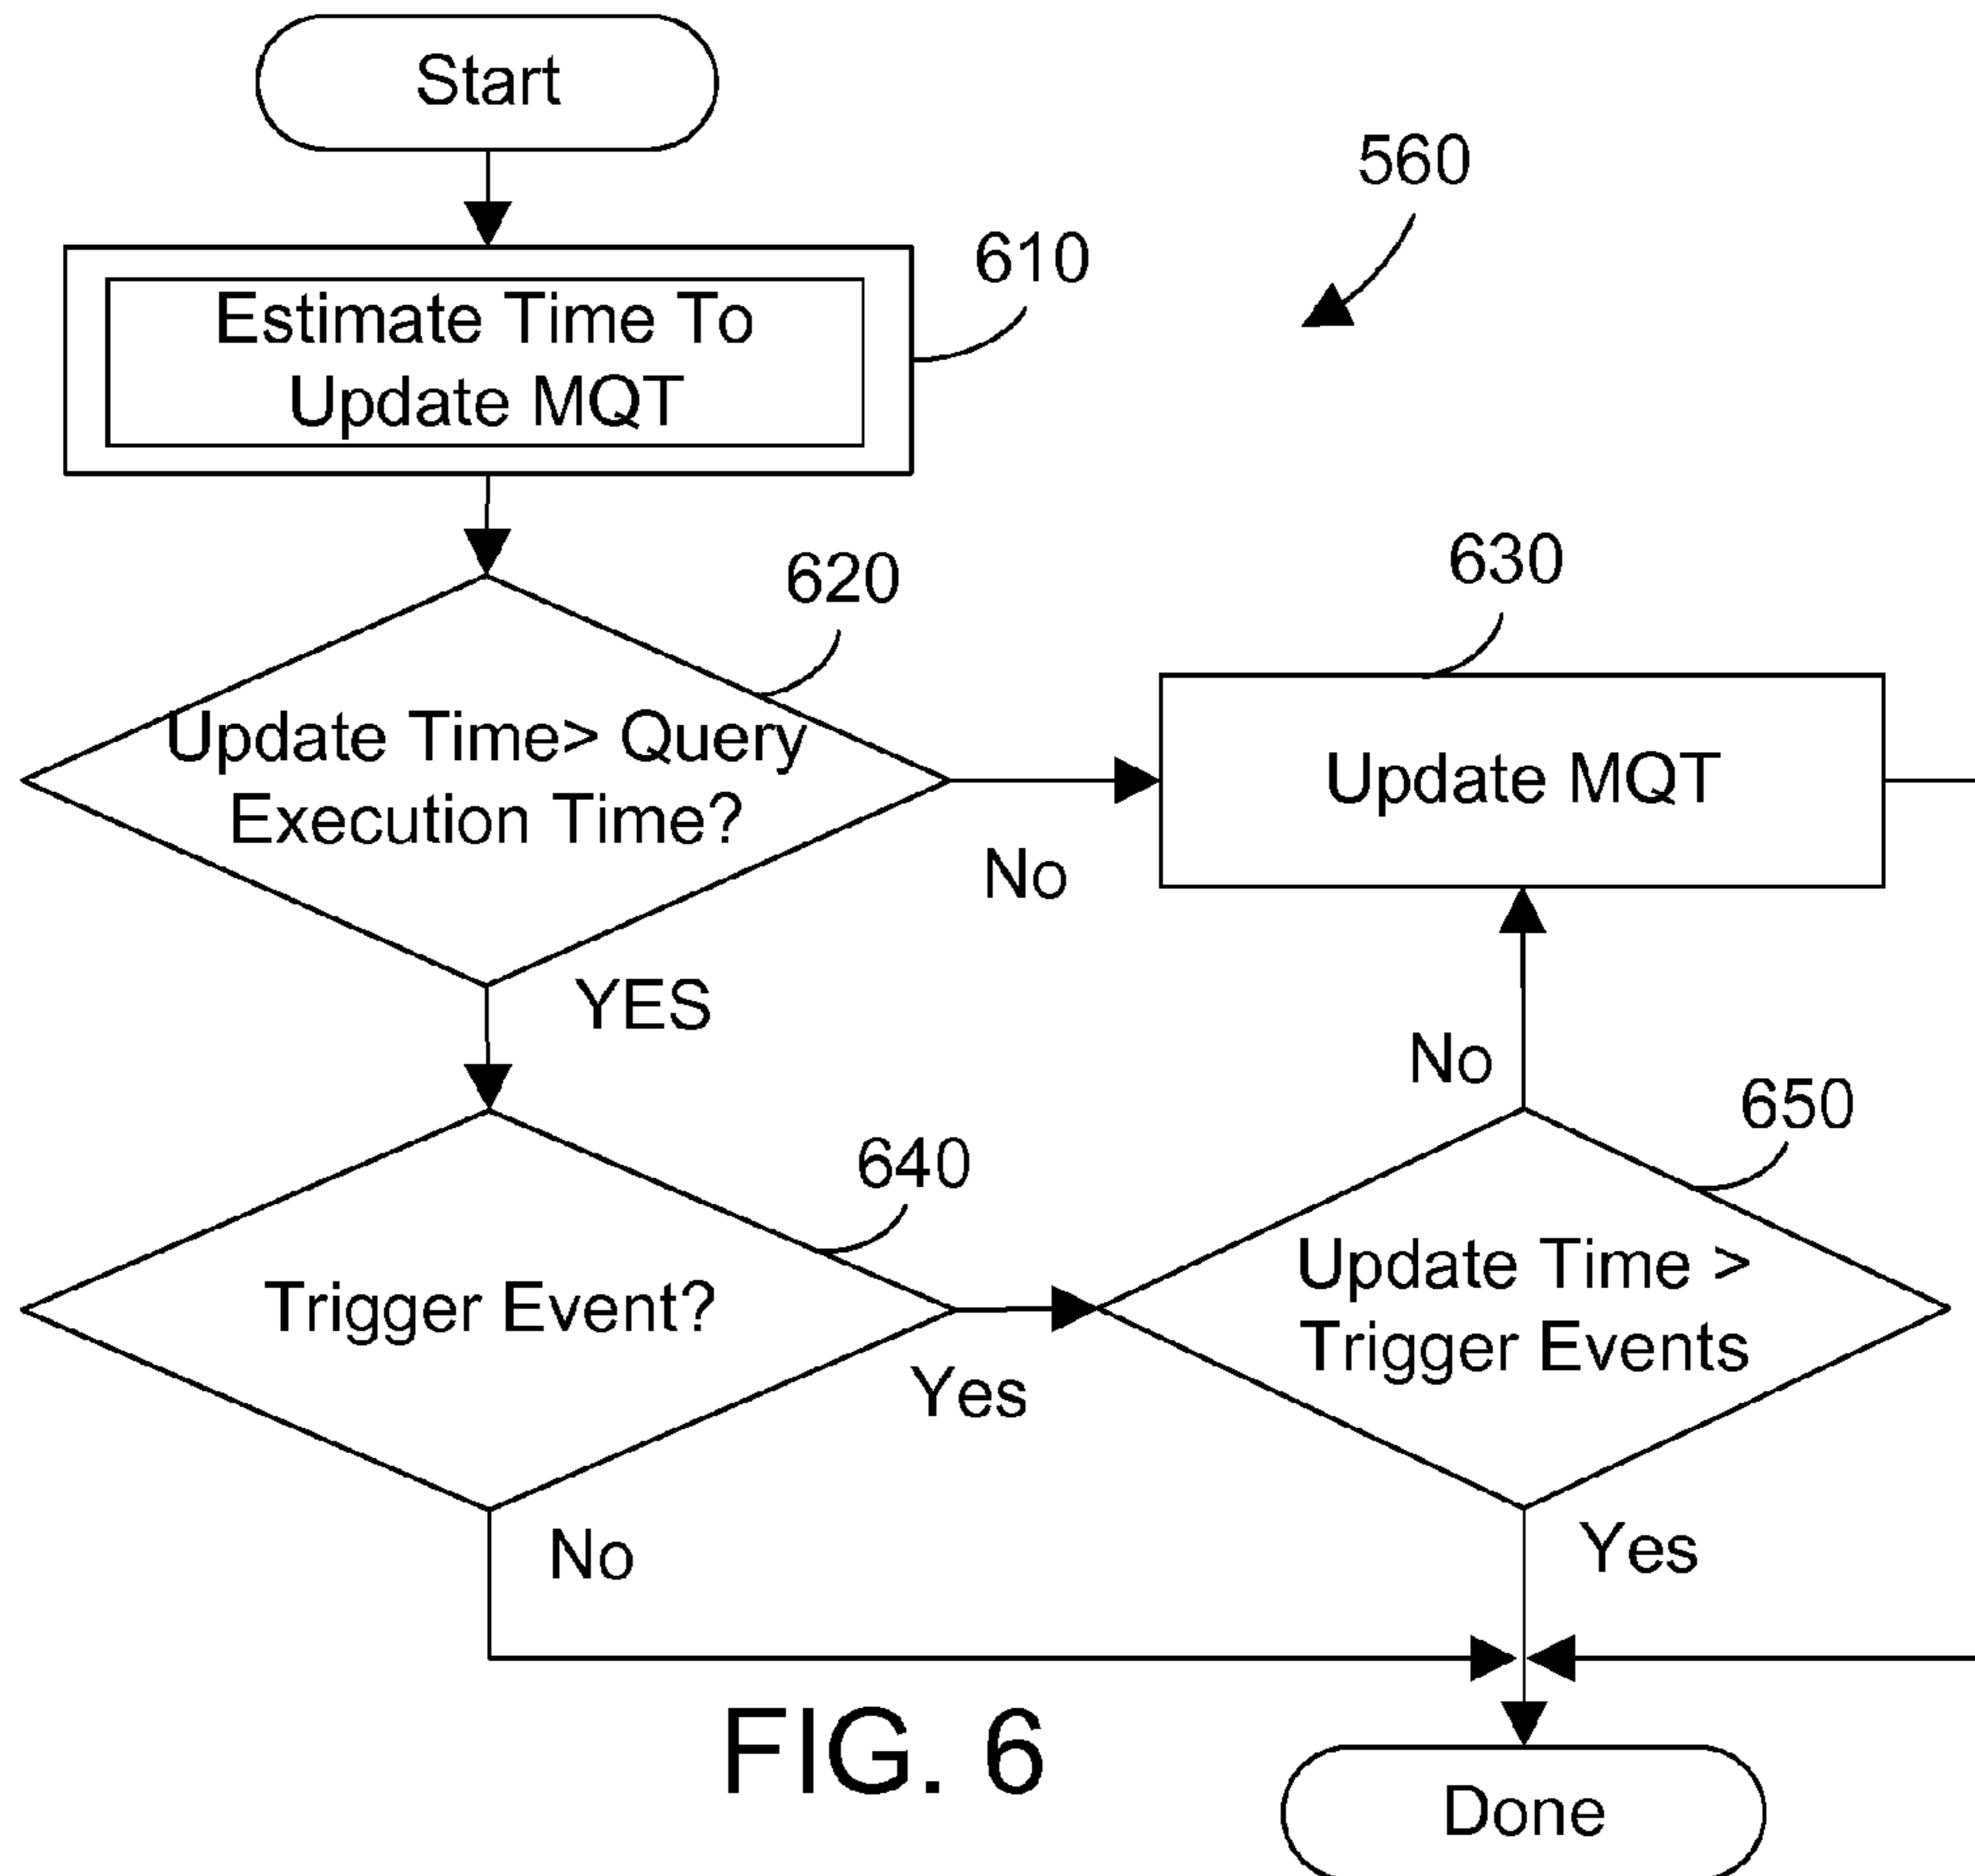 Start
560
610
Estimate Time To
Update MQT
620
630
Update Time> Query
Execution Time?
Update MQT
No
YES
No
650
640
Update Time >
Trigger Events
Trigger Event?
Yes
No
Yes
FIG. 6
Done